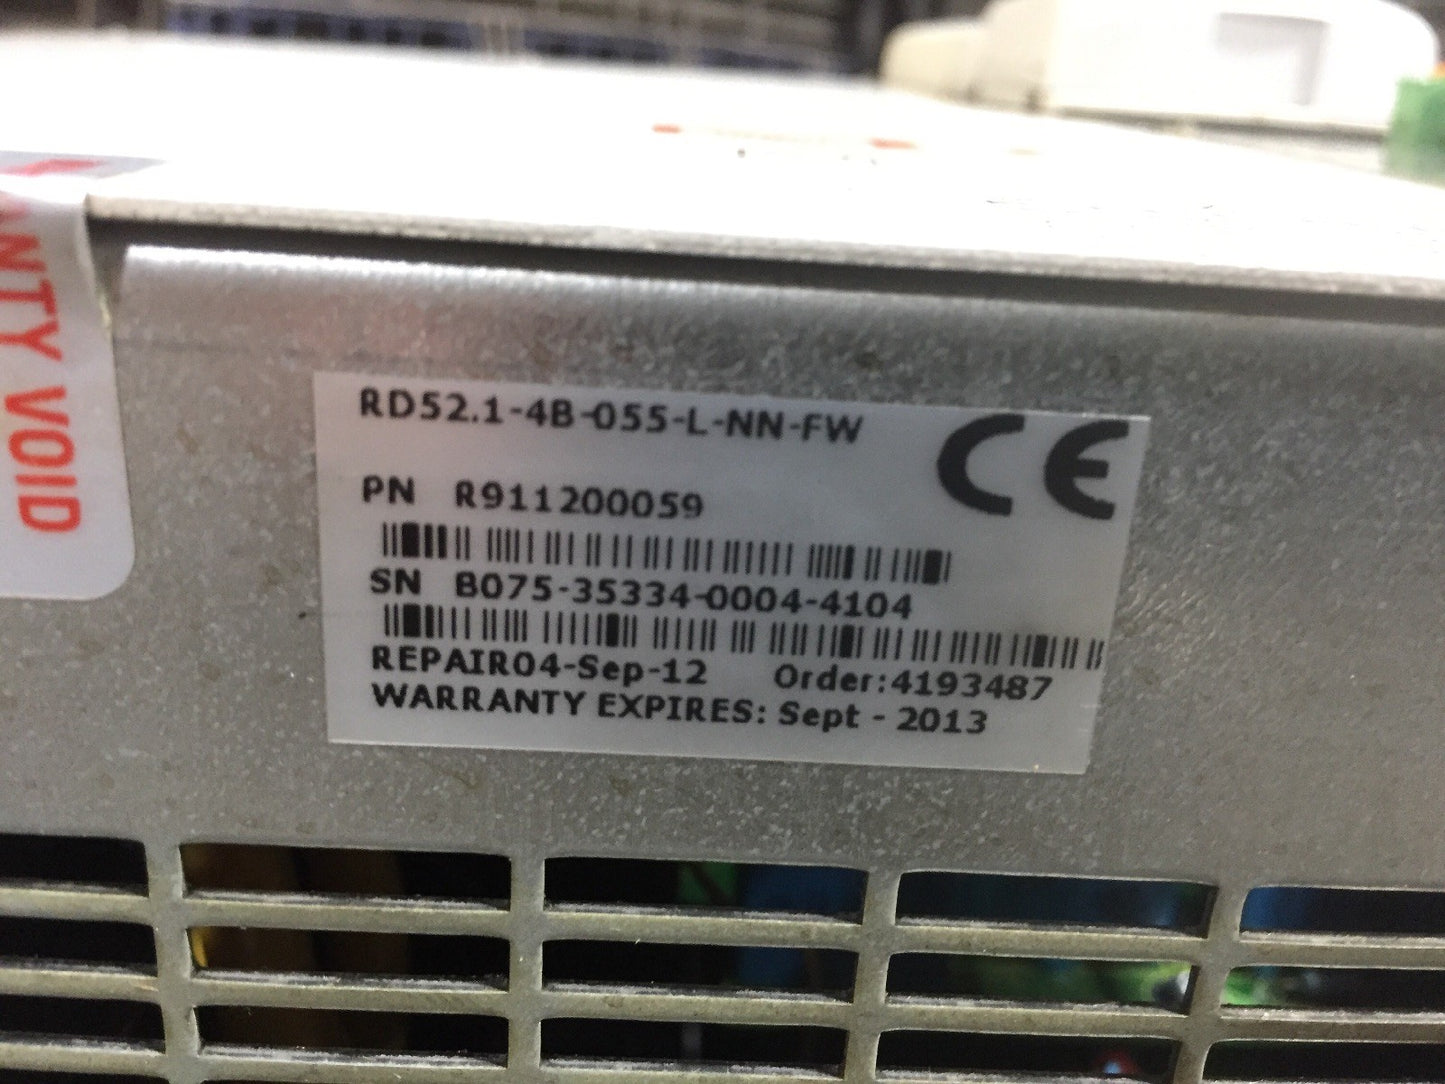 ANTY VOID
RD52.1-4B-055-L-NN-FW
CE
PN R911200059
SN B075-35334-0004-4104
REPAIR04-Sep-12 Order:4193487
WARRANTY EXPIRES: Sept - 2013